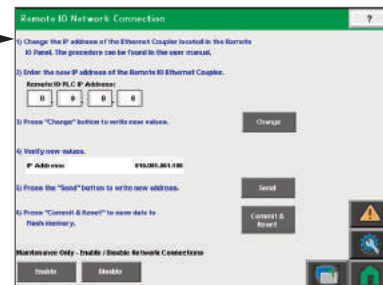 Remote IO Network Connection
?
1) Change the IP address of the Ethernet Coupler located in the Remote
IO Panel. The procedure can be found in the user manual.
2) Enter the new IP address of the Remote IO Ethernet Coupler.
Remote IO PLC IP Address:
0 . 0 . 0 . 0
3) Press "Change" button to write new values.
Change
4) Verify new values.
IP Address:
5) Press the "Send" button to write new address.
Send
6) Press "Commit & Reset" to save data to
Flash memory.
Commit &
Reset
Maintenance Only - Enable / Disable Network Connections
Enable
Disable